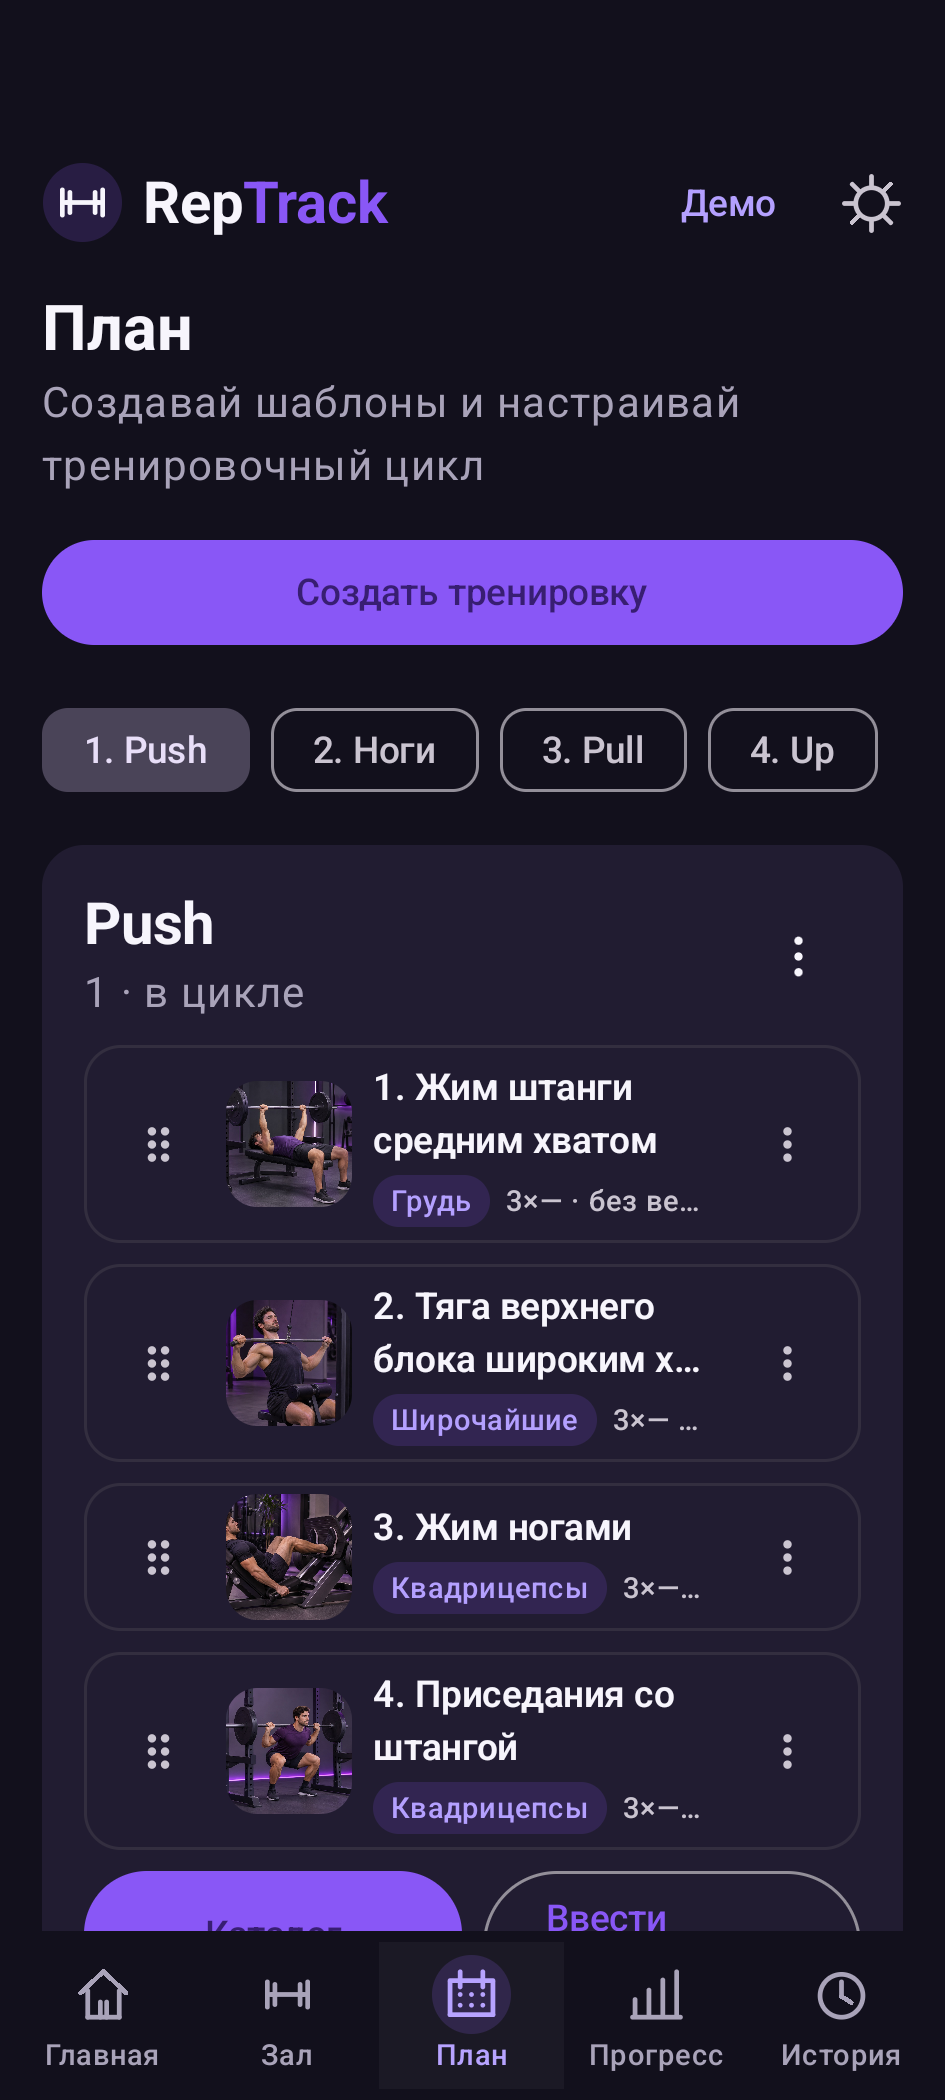 RepTrack
Демо
План
Создавай шаблоны и настраивай
тренировочный цикл
Создать тренировку
1. Push
2. Ноги
3. Pull
4. Up
Push
1 · в цикле
1. Жим штанги
средним хватом
Грудь
3×— · без ве...
2. Тяга верхнего
блока широким х...
Широчайшие
3×— ...
3. Жим ногами
Квадрицепсы
3×—...
4. Приседания со
штангой
Квадрицепсы
3×—...
Каталог
Ввести
Главная
Зал
План
Прогресс
История